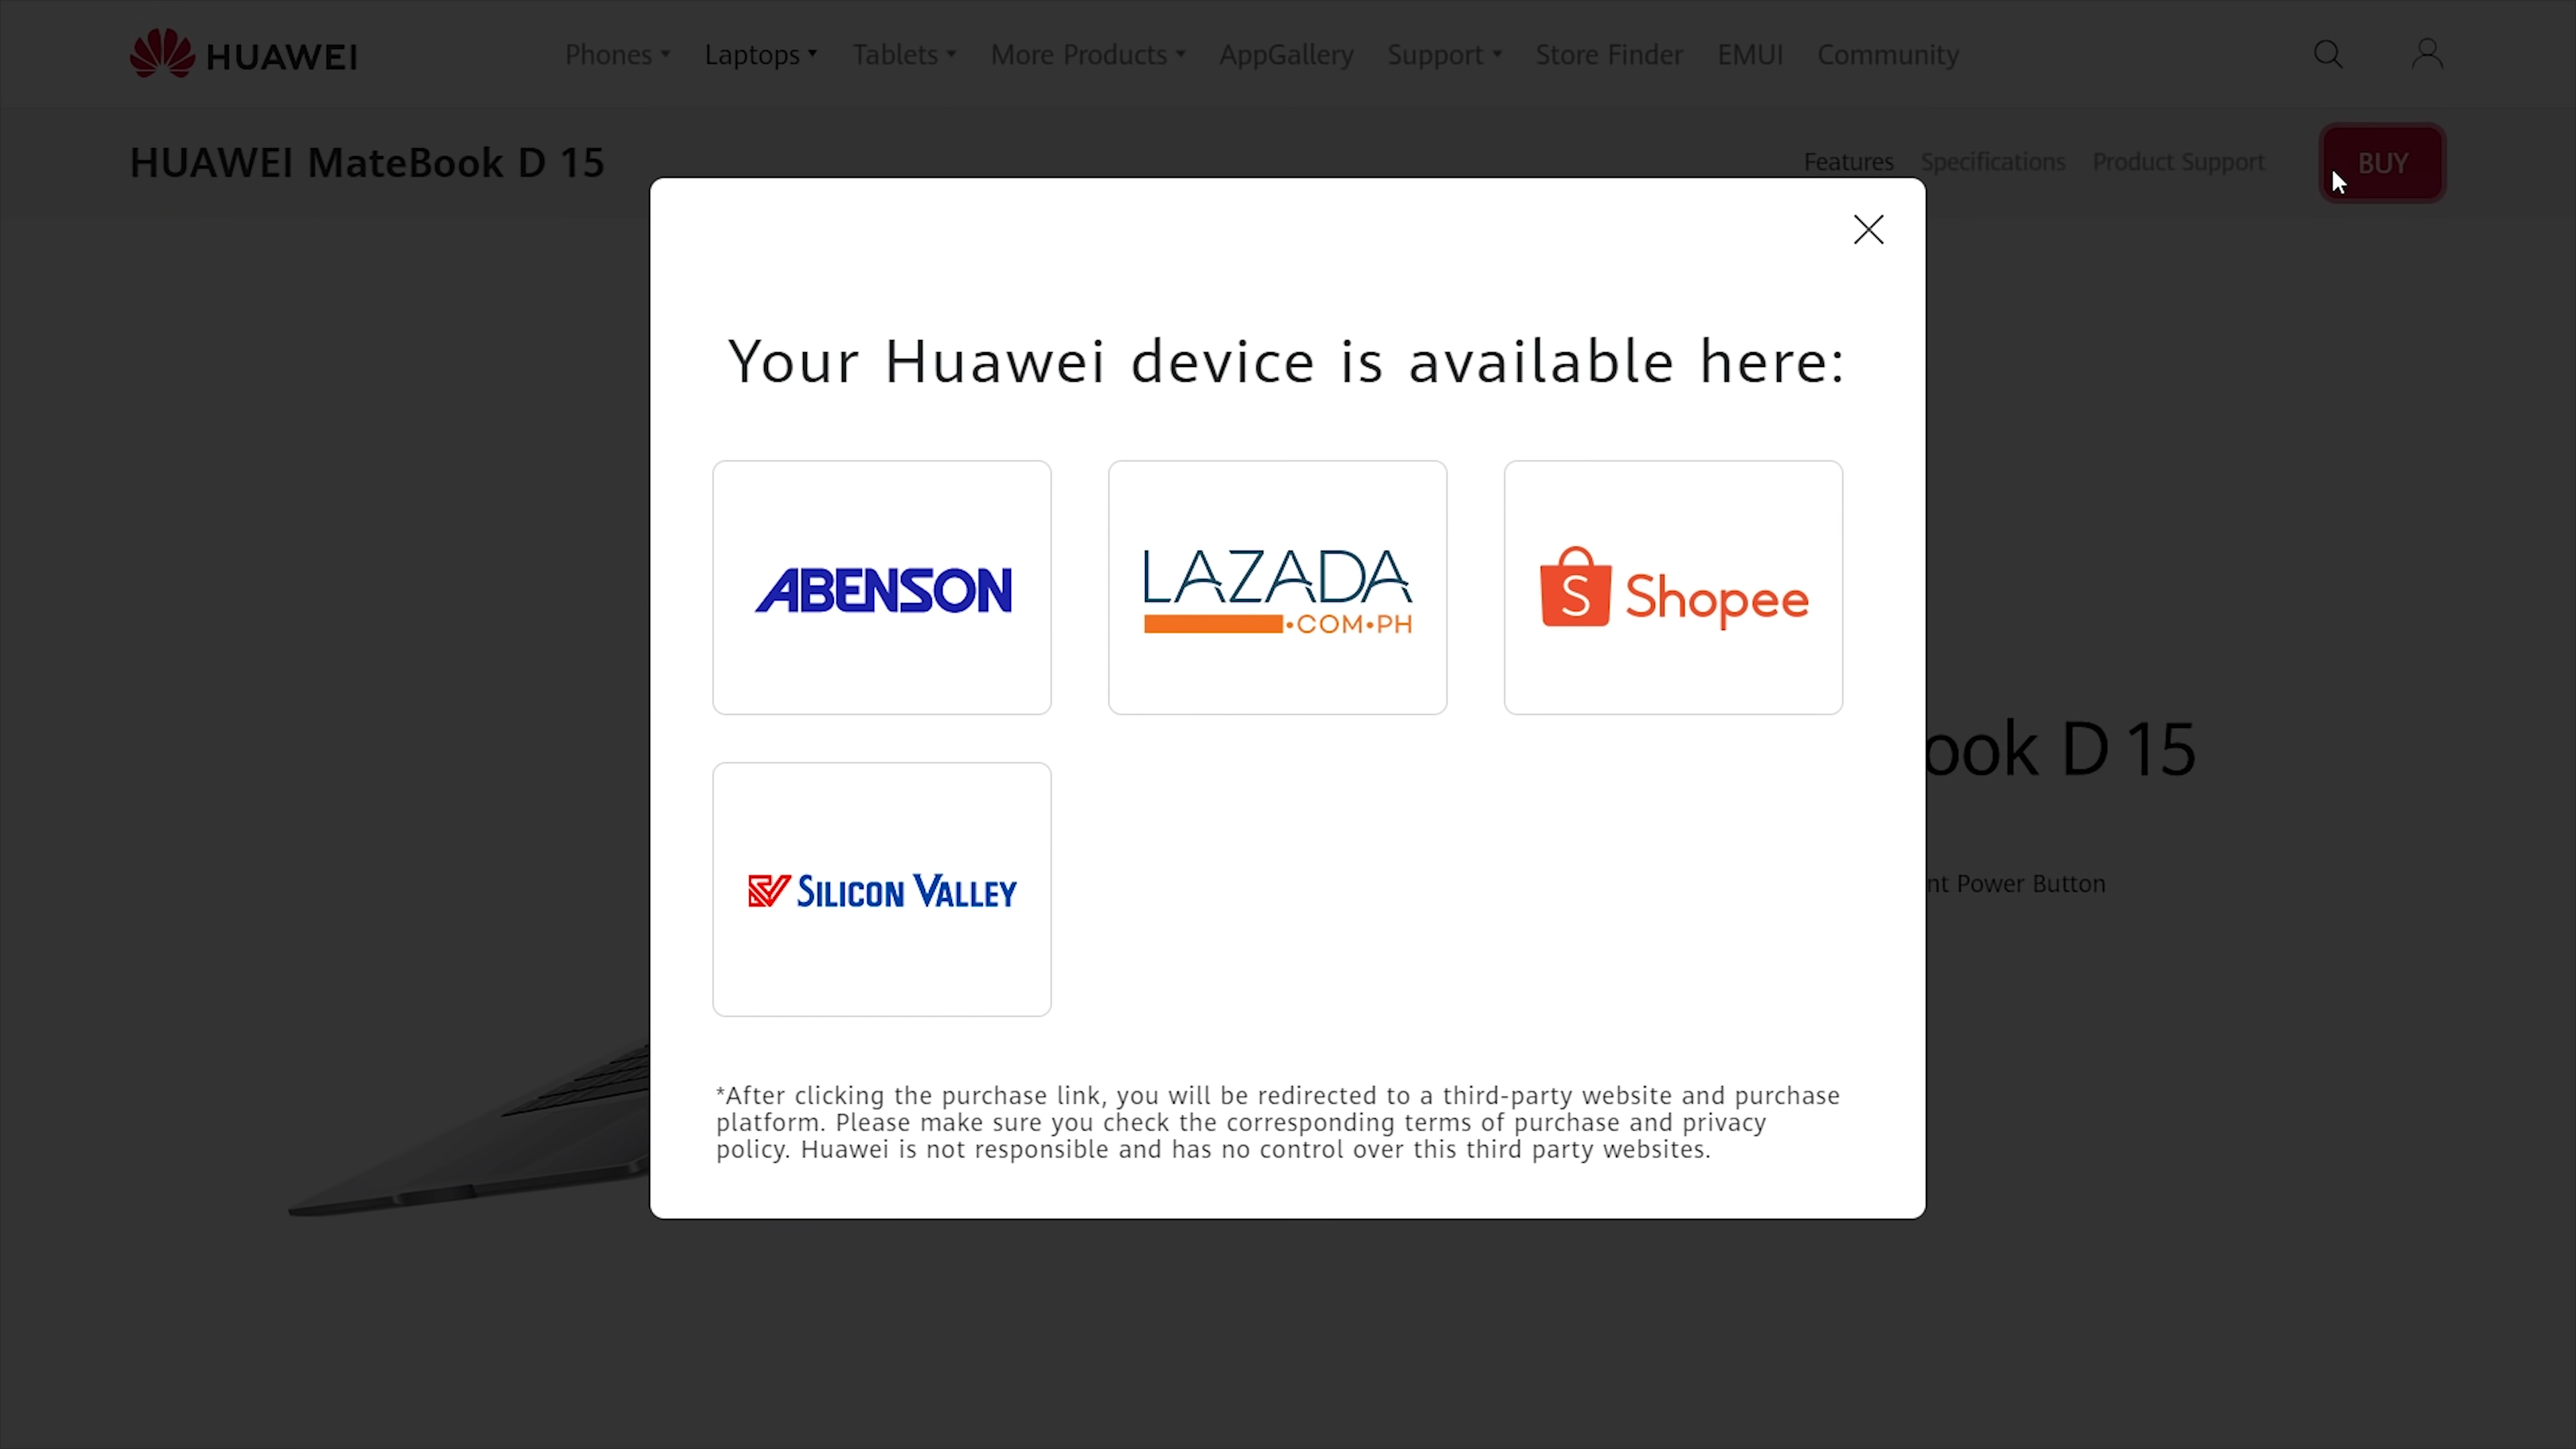 HUAWEI
Phones Laptops Tablets More Products AppGallery Support Store Finder EMUI Community
HUAWEI MateBook D 15
Features Specifications Product Support BUY
Your Huawei device is available here:
ABENSON
LAZADA
•COM•PH
S Shopee
SILICON VALLEY
ook D 15
nt Power Button
*After clicking the purchase link, you will be redirected to a third-party website and purchase
platform. Please make sure you check the corresponding terms of purchase and privacy
policy. Huawei is not responsible and has no control over this third party websites.